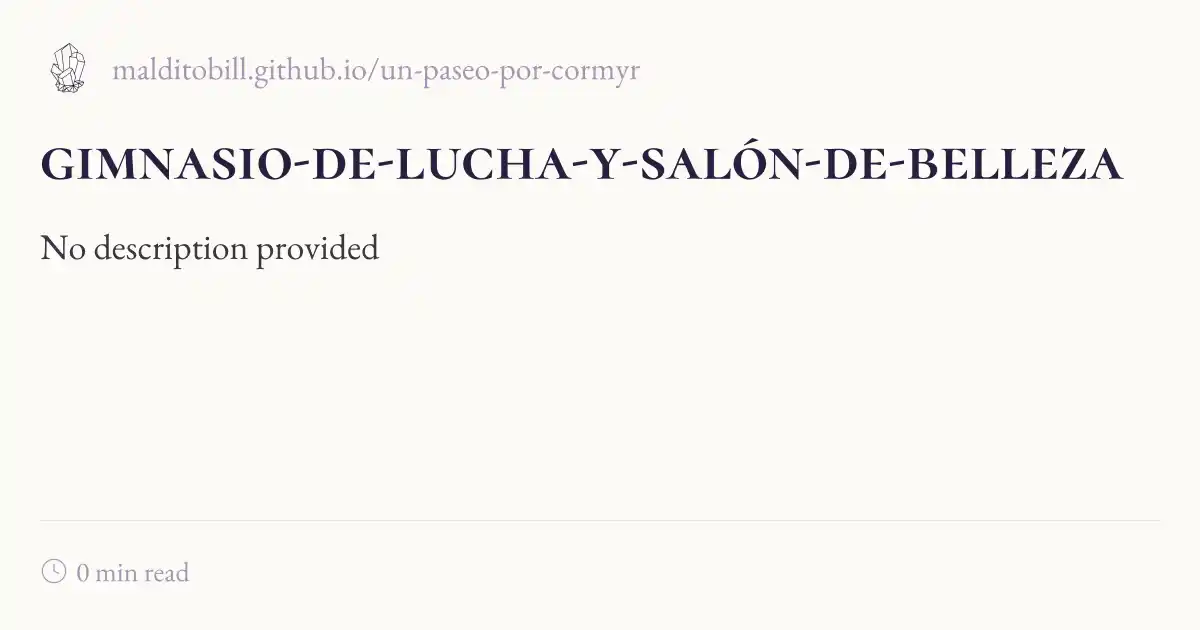 malditobill.github.io/un-paseo-por-cormyr
GIMNASIO-DE-LUCHA-Y-SALÓN-DE-BELLEZA
No description provided
0 min read